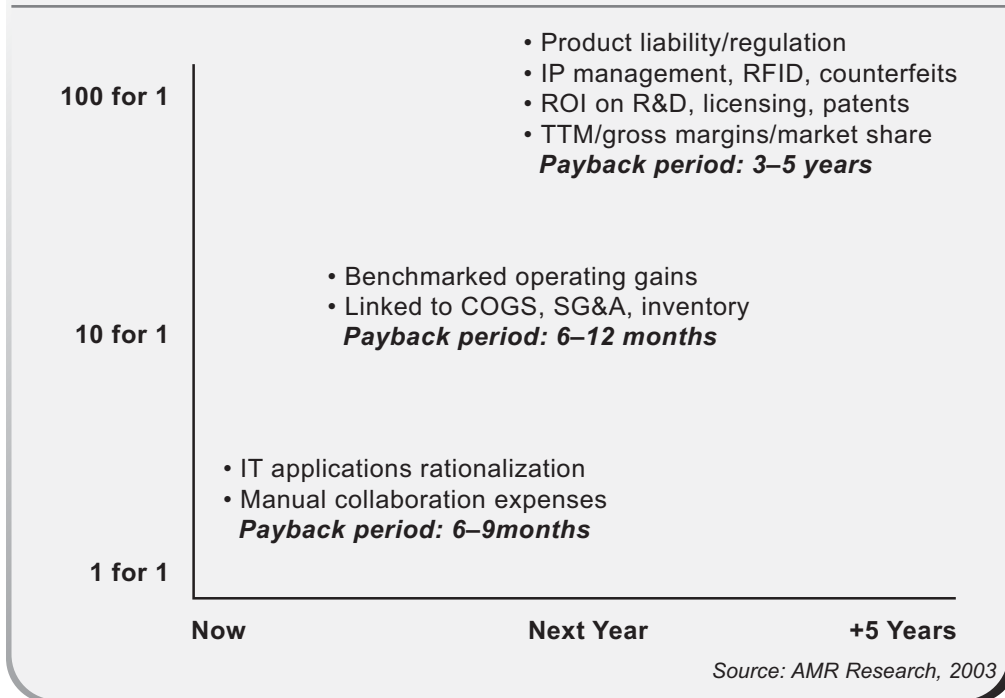 • Product liability/regulation
• IP management, RFID, counterfeits
100 for 1
• ROI on R&D, licensing, patents
• TTM/gross margins/market share
Payback period: 3–5 years
• Benchmarked operating gains
• Linked to COGS, SG&A, inventory
10 for 1
Payback period: 6–12 months
• IT applications rationalization
• Manual collaboration expenses
Payback period: 6–9months
1 for 1
Now Next Year +5 Years
Source: AMR Research, 2003